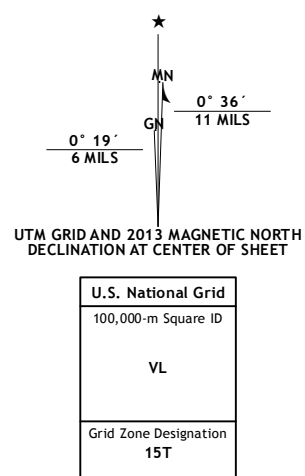 ★
MN
0° 36´
11 MILS
GN
0° 19´
6 MILS
UTM GRID AND 2013 MAGNETIC NORTH
DECLINATION AT CENTER OF SHEET
U.S. National Grid
100,000-m Square ID
VL
Grid Zone Designation
15T